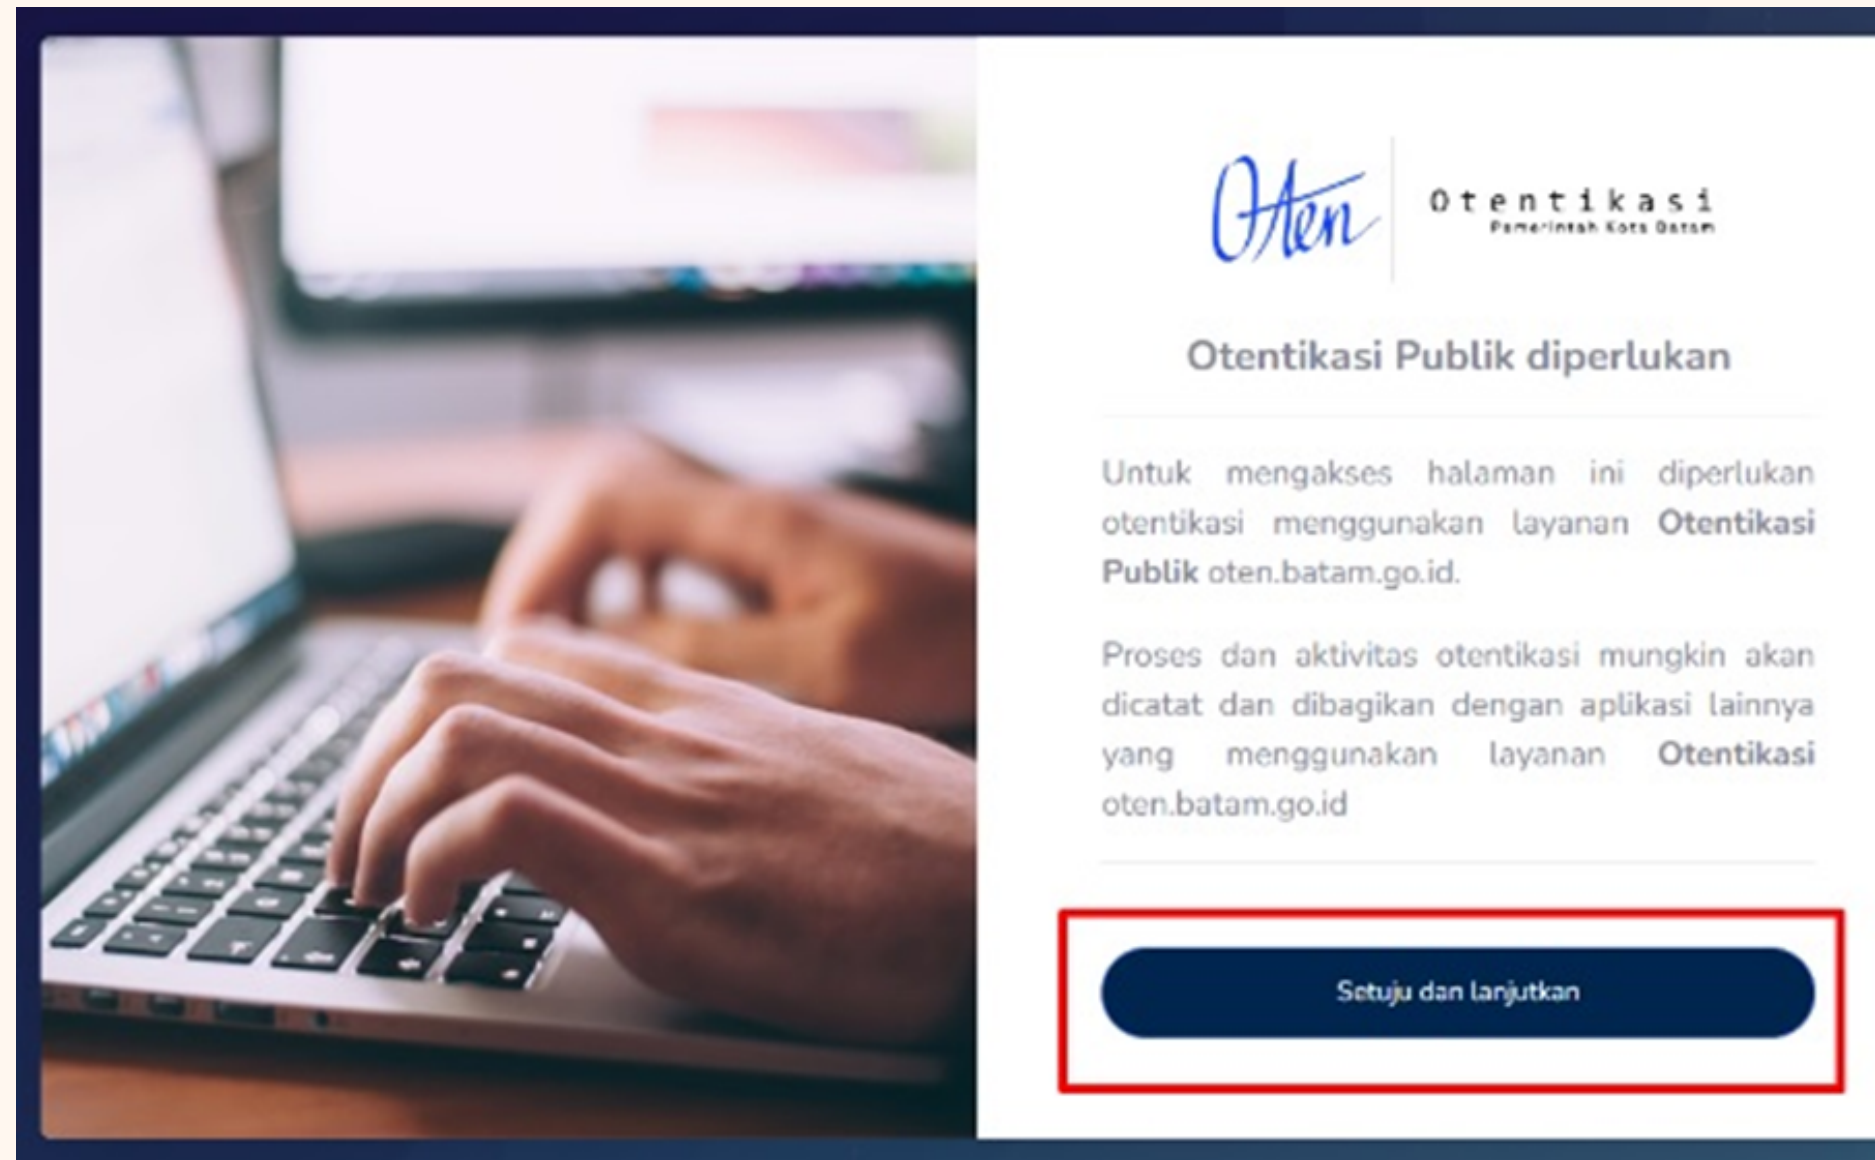 Oten
Otentikasi
Pemerintah Kota Batam
Otentikasi Publik diperlukan
Untuk mengakses halaman ini diperlukan
otentikasi menggunakan layanan Otentikasi
Publik oten.batam.go.id.
Proses dan aktivitas otentikasi mungkin akan
dicatat dan dibagikan dengan aplikasi lainnya
yang menggunakan layanan Otentikasi
oten.batam.go.id
Setuju dan lanjutkan